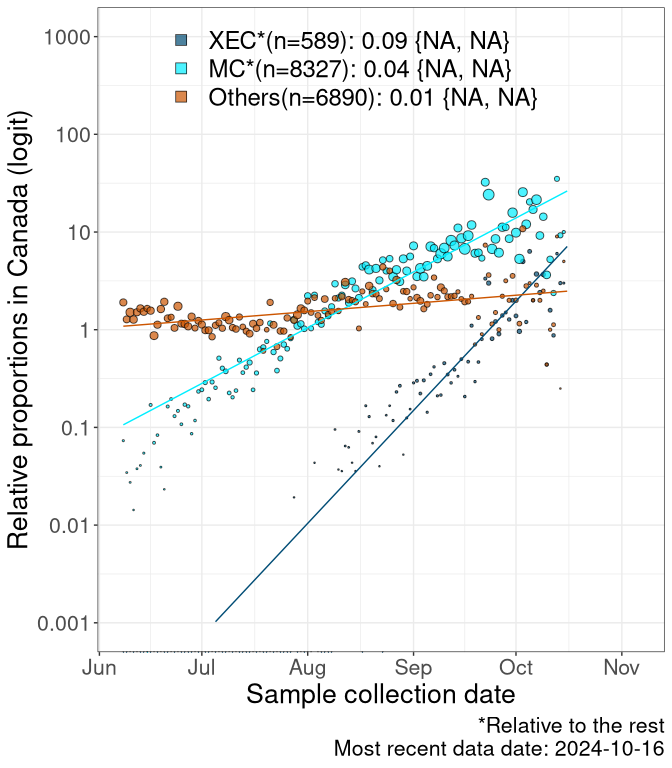 XEC*(n=589): 0.09 {NA, NA}
MC*(n=8327): 0.04 {NA, NA}
Others(n=6890): 0.01 {NA, NA}
Relative proportions in Canada (logit)
1000
100
10
1
0.1
0.01
0.001
Jun Jul Aug Sep Oct Nov
Sample collection date
*Relative to the rest
Most recent data date: 2024-10-16